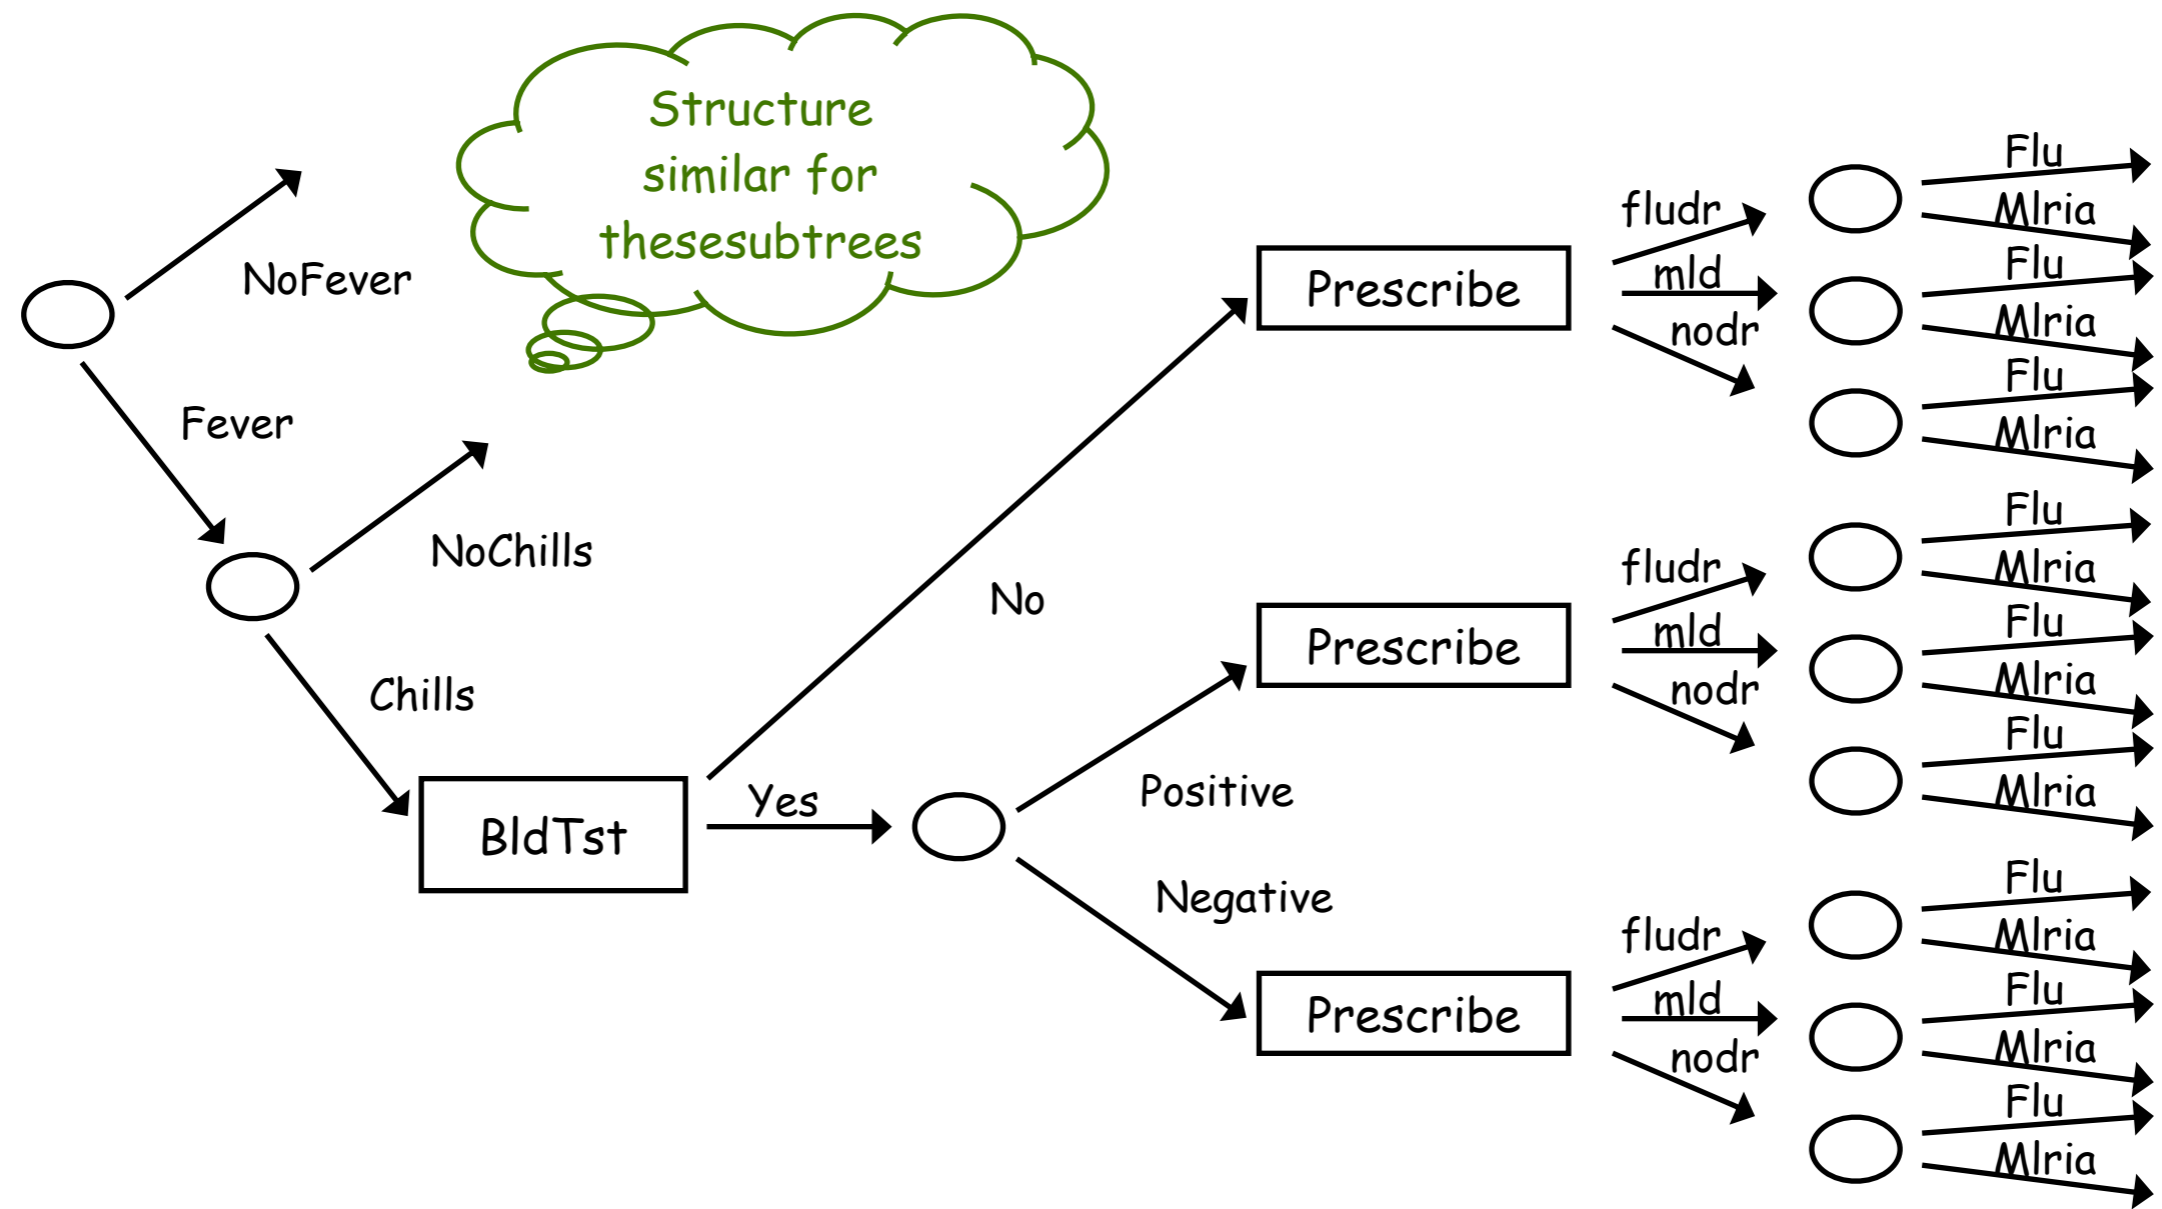 Structure
similar for
thesesubtrees
NoFever
Fever
NoChills
Chills
BldTst
No
Yes
Positive
Negative
Prescribe
fludr
mld
nodr
Flu
Mlria
Flu
Mlria
Flu
Mlria
Prescribe
fludr
mld
nodr
Flu
Mlria
Flu
Mlria
Flu
Mlria
Prescribe
fludr
mld
nodr
Flu
Mlria
Flu
Mlria
Flu
Mlria